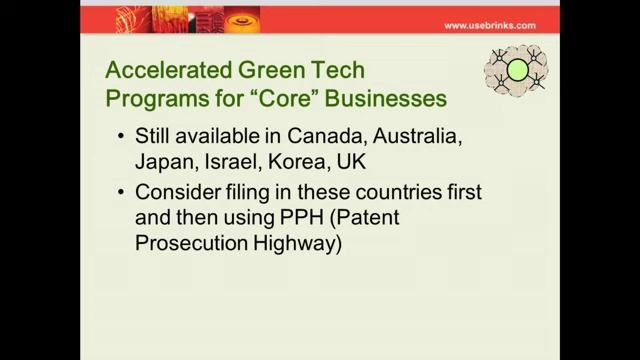 www.usebrinks.com
Accelerated Green Tech
Programs for “Core” Businesses
• Still available in Canada, Australia,
Japan, Israel, Korea, UK
• Consider filing in these countries first
and then using PPH (Patent
Prosecution Highway)